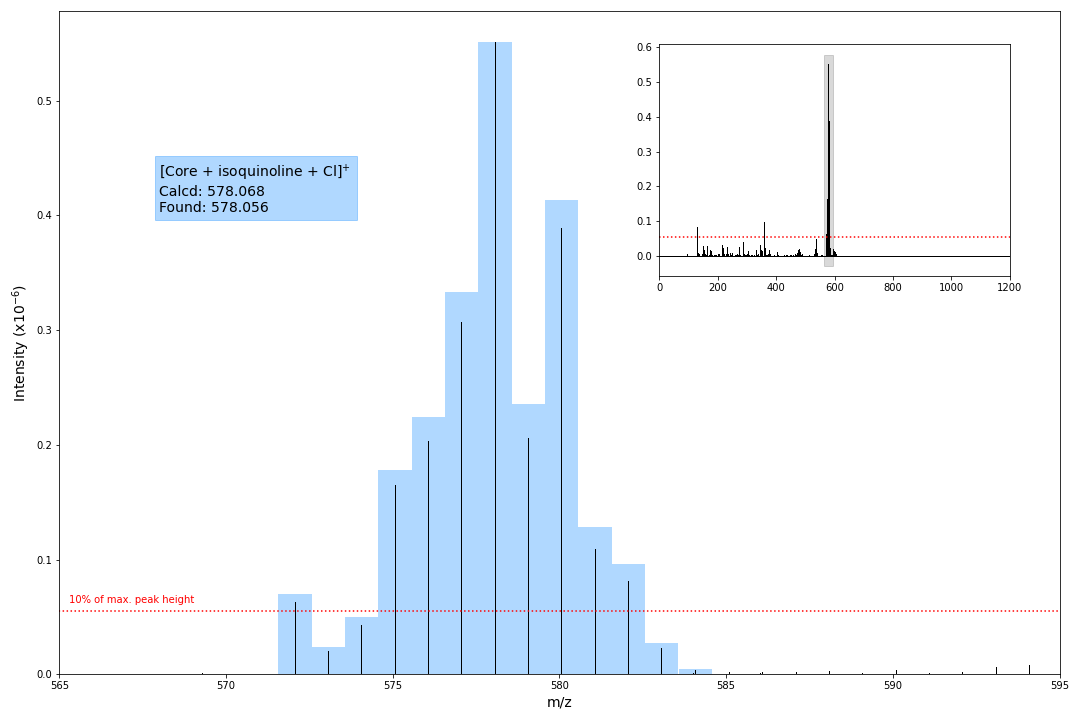 0.6
0.5
0.4
0.3
0.2
0.1
0.0
0 200 400 600 800 1000 1200
[Core + isoquinoline + Cl]⁺
Calcd: 578.068
Found: 578.056
Intensity (x10⁻⁶)
0.5
0.4
0.3
0.2
0.1
0.0
10% of max. peak height
565 570 575 580 585 590 595
m/z